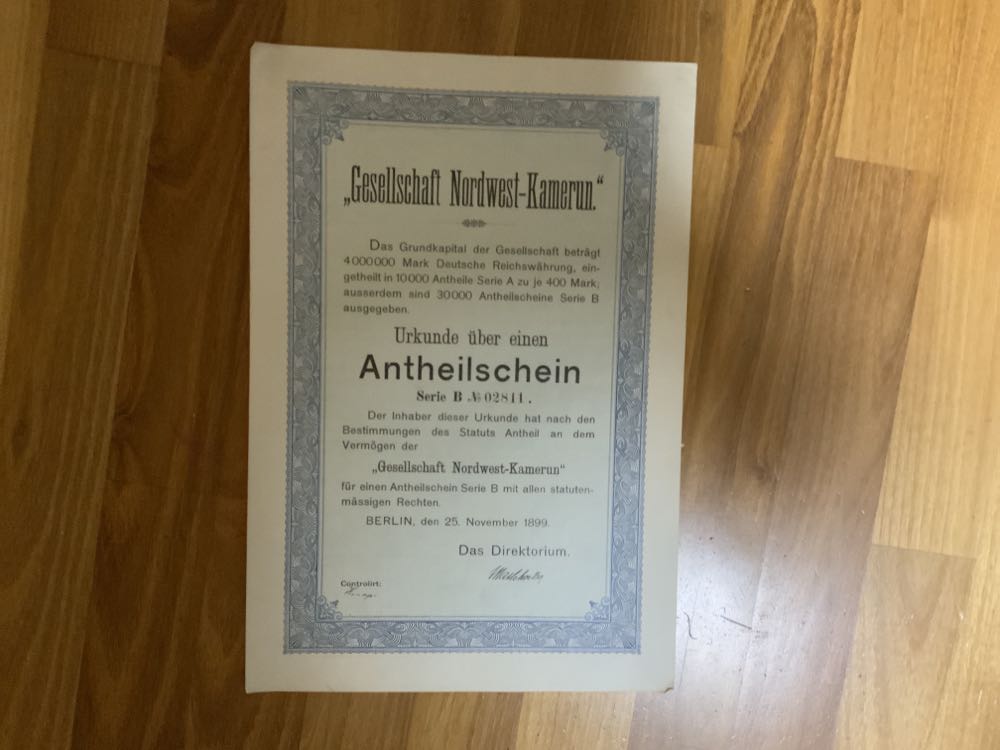 „Gesellschaft Nordwest-Kamerun.“
Das Grundkapital der Gesellschaft beträgt
4000000 Mark Deutsche Reichswährung, ein-
getheilt in 10000 Antheile Serie A zu je 400 Mark;
ausserdem sind 30000 Antheilscheine Serie B
ausgegeben.
Urkunde über einen
Antheilschein
Serie B № 02811.
Der Inhaber dieser Urkunde hat nach den
Bestimmungen des Statuts Antheil an dem
Vermögen der
„Gesellschaft Nordwest-Kamerun“
für einen Antheilschein Serie B mit allen statuten-
mässigen Rechten.
BERLIN, den 25. November 1899.
Das Direktorium.
Controlirt: